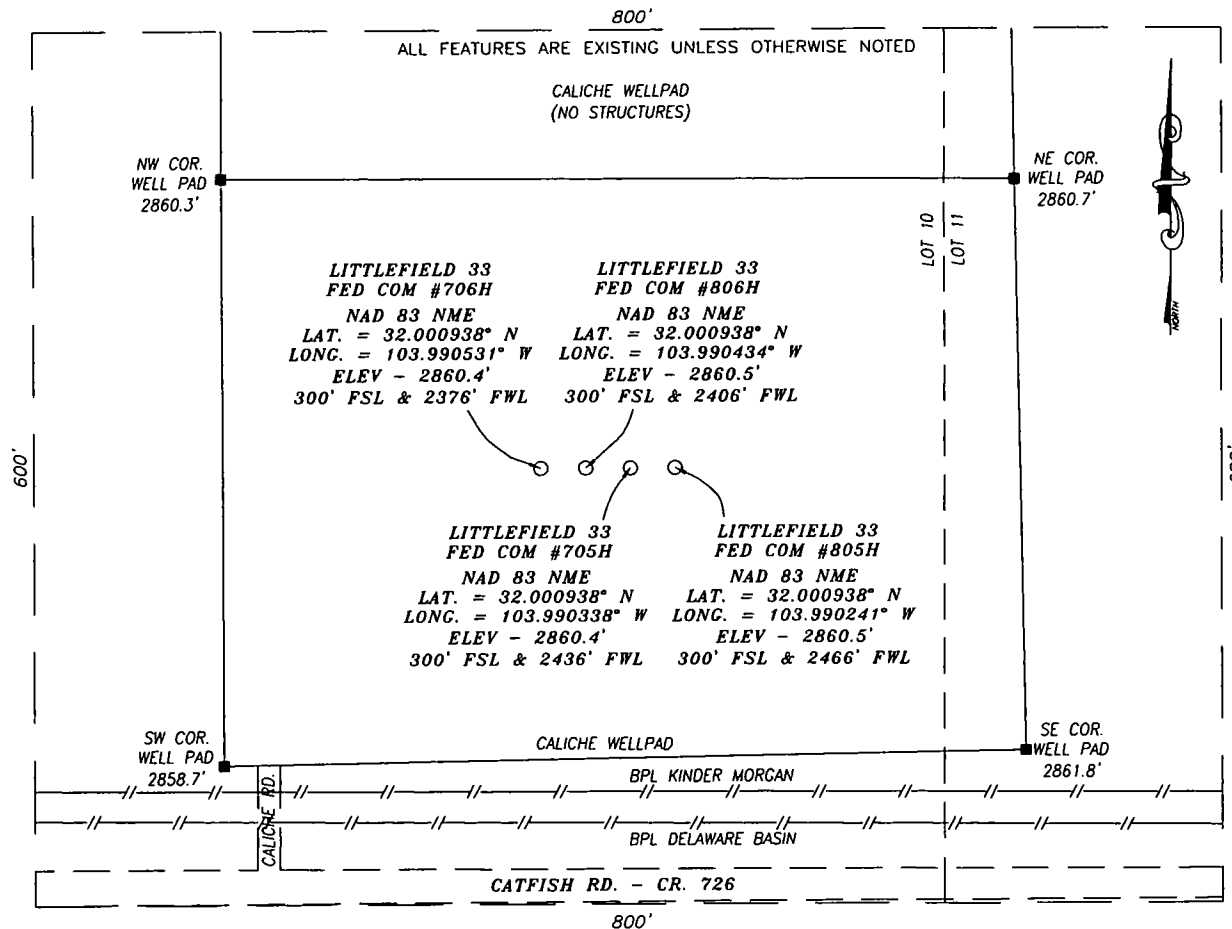 800'
ALL FEATURES ARE EXISTING UNLESS OTHERWISE NOTED
CALICHE WELLPAD
(NO STRUCTURES)
NW COR.
WELL PAD
2860.3'
NE COR.
WELL PAD
2860.7'
LOT 10
LOT 11
NORTH
LITTLEFIELD 33
FED COM #706H
NAD 83 NME
LAT. = 32.000938° N
LONG. = 103.990531° W
ELEV - 2860.4'
300' FSL & 2376' FWL
LITTLEFIELD 33
FED COM #806H
NAD 83 NME
LAT. = 32.000938° N
LONG. = 103.990434° W
ELEV - 2860.5'
300' FSL & 2406' FWL
600'
LITTLEFIELD 33
FED COM #705H
NAD 83 NME
LAT. = 32.000938° N
LONG. = 103.990338° W
ELEV - 2860.4'
300' FSL & 2436' FWL
LITTLEFIELD 33
FED COM #805H
NAD 83 NME
LAT. = 32.000938° N
LONG. = 103.990241° W
ELEV - 2860.5'
300' FSL & 2466' FWL
SW COR.
WELL PAD
2858.7'
CALICHE WELLPAD
SE COR.
WELL PAD
2861.8'
BPL KINDER MORGAN
CALICHE RD.
BPL DELAWARE BASIN
CATFISH RD. - CR. 726
800'